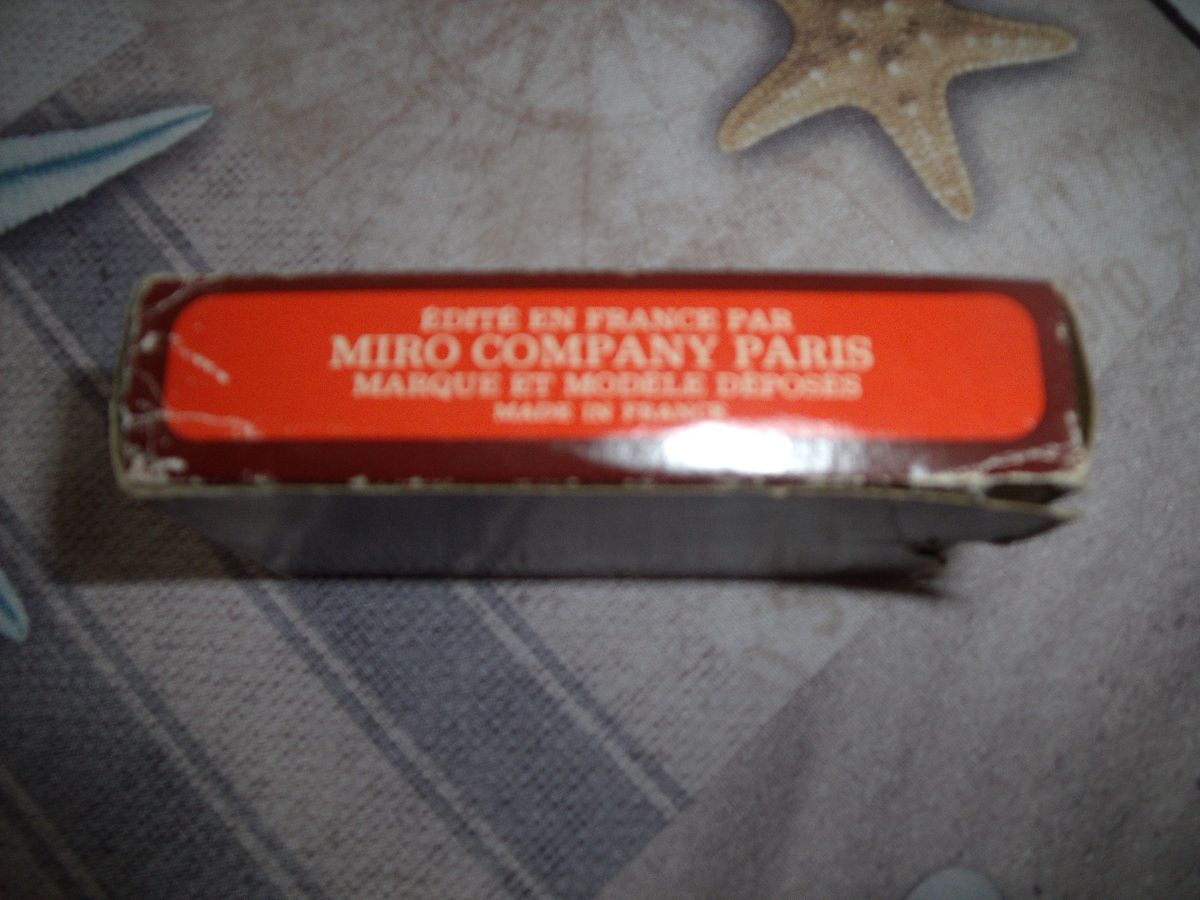 ÉDITÉ EN FRANCE PAR
MIRO COMPANY PARIS
MARQUE ET MODÈLE DÉPOSÉS
MADE IN FRANCE